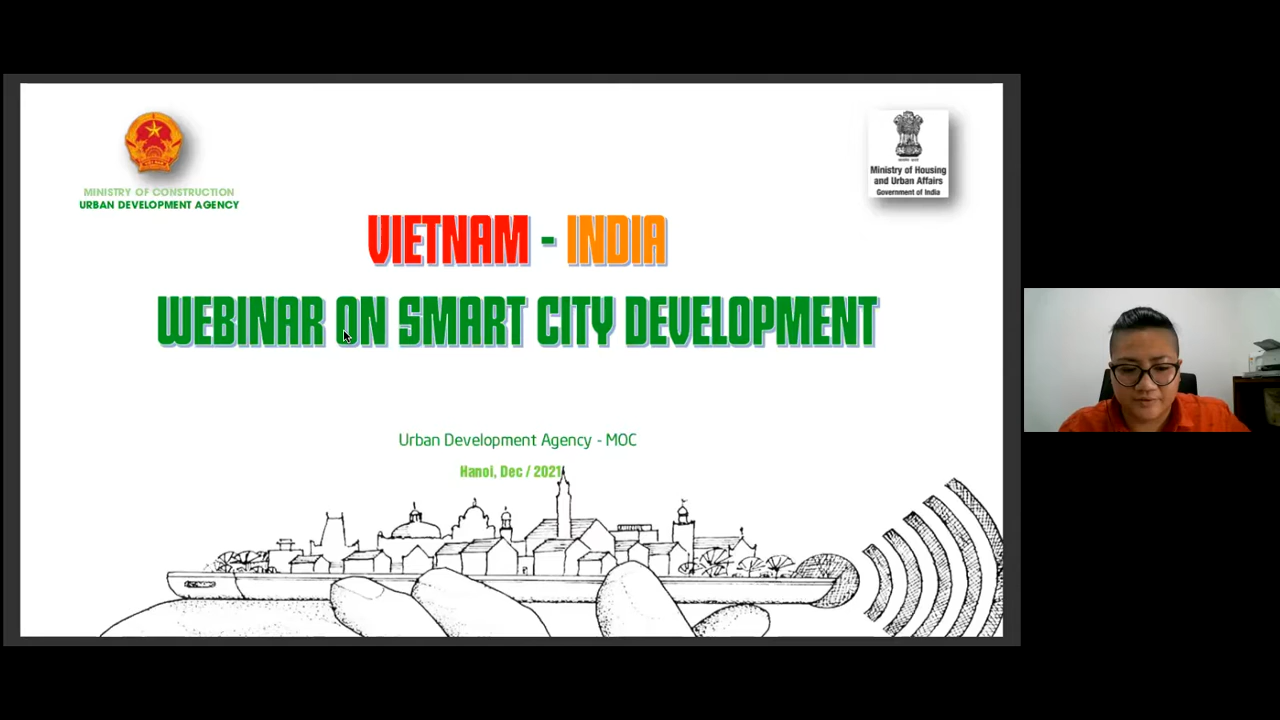 MINISTRY OF CONSTRUCTION
URBAN DEVELOPMENT AGENCY
Ministry of Housing
and Urban Affairs
Government of India
VIETNAM - INDIA
WEBINAR ON SMART CITY DEVELOPMENT
Urban Development Agency - MOC
Hanoi, Dec / 2021